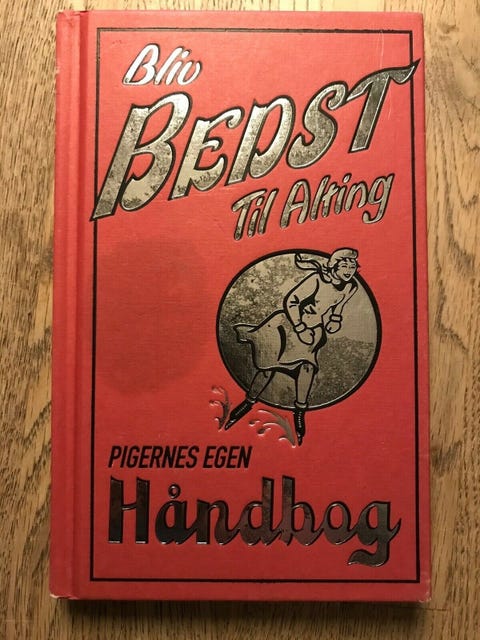 Bliv
BEDST
Til Alting
PIGERNES EGEN
Håndbog